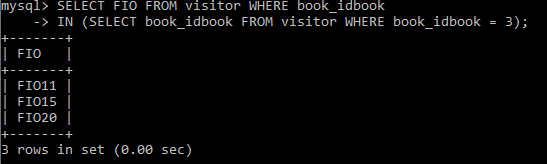 mysql> SELECT FIO FROM visitor WHERE book_idbook
    -> IN (SELECT book_idbook FROM visitor WHERE book_idbook = 3);
+-------+
| FIO   |
+-------+
| FIO11 |
| FIO15 |
| FIO20 |
+-------+
3 rows in set (0.00 sec)